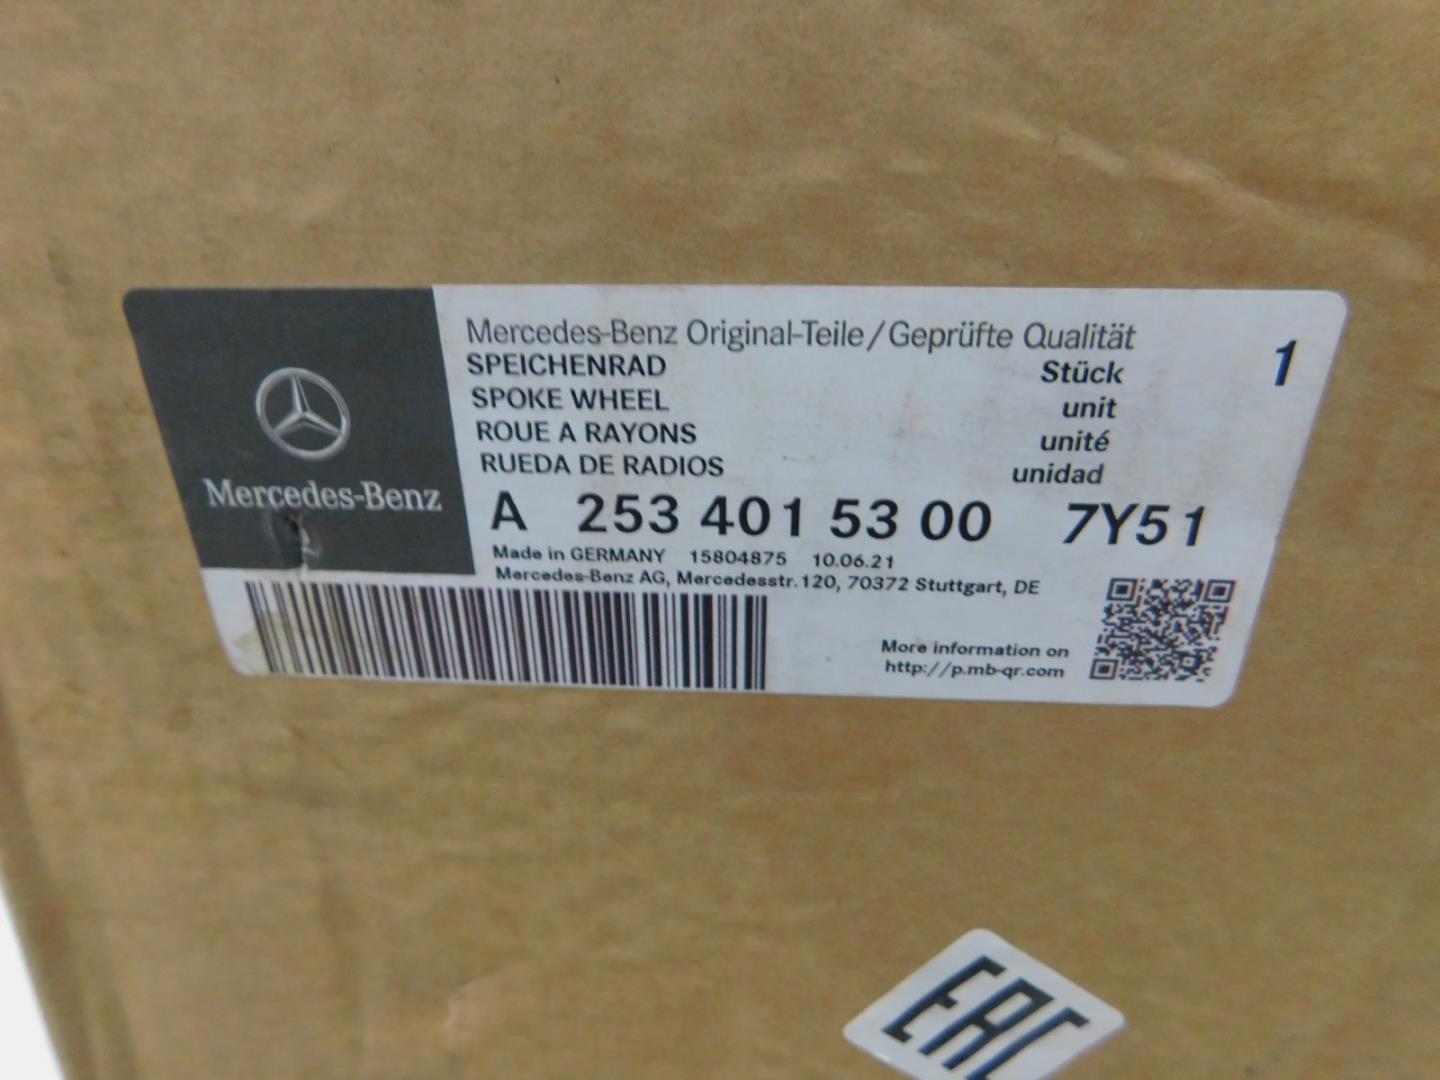 Mercedes-Benz
Mercedes-Benz Original-Teile/Geprüfte Qualität
SPEICHENRAD Stück 1
SPOKE WHEEL unit
ROUE A RAYONS unité
RUEDA DE RADIOS unidad
A 253 401 53 00 7Y51
Made in GERMANY 15804875 10.06.21
Mercedes-Benz AG, Mercedesstr.120, 70372 Stuttgart, DE
More information on
http://p.mb-qr.com
EAC